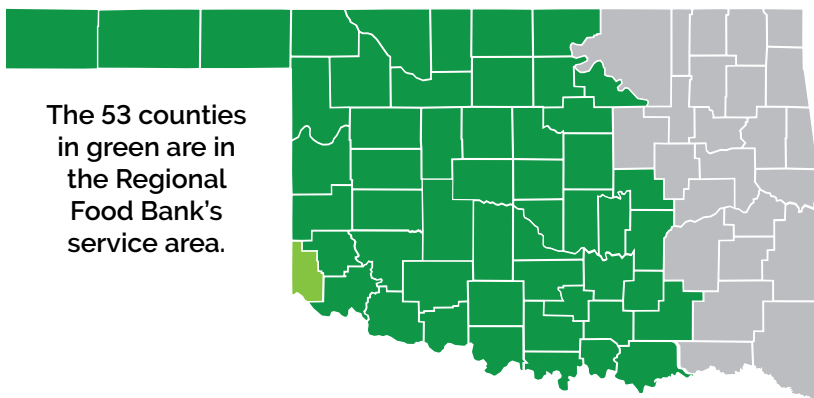 The 53 counties
in green are in
the Regional
Food Bank's
service area.